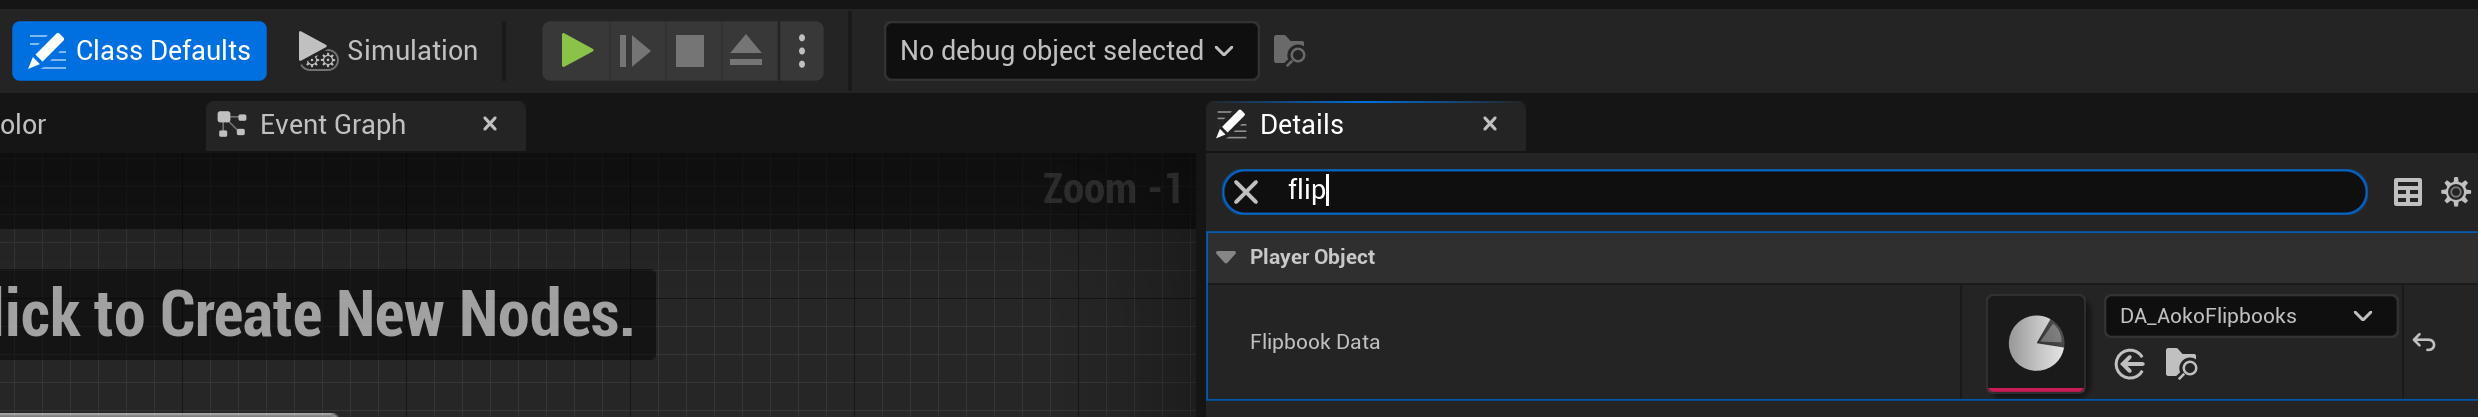 Class Defaults
Simulation
No debug object selected
olor
Event Graph
Details
Zoom -1
flip
Player Object
lick to Create New Nodes.
Flipbook Data
DA_AokoFlipbooks